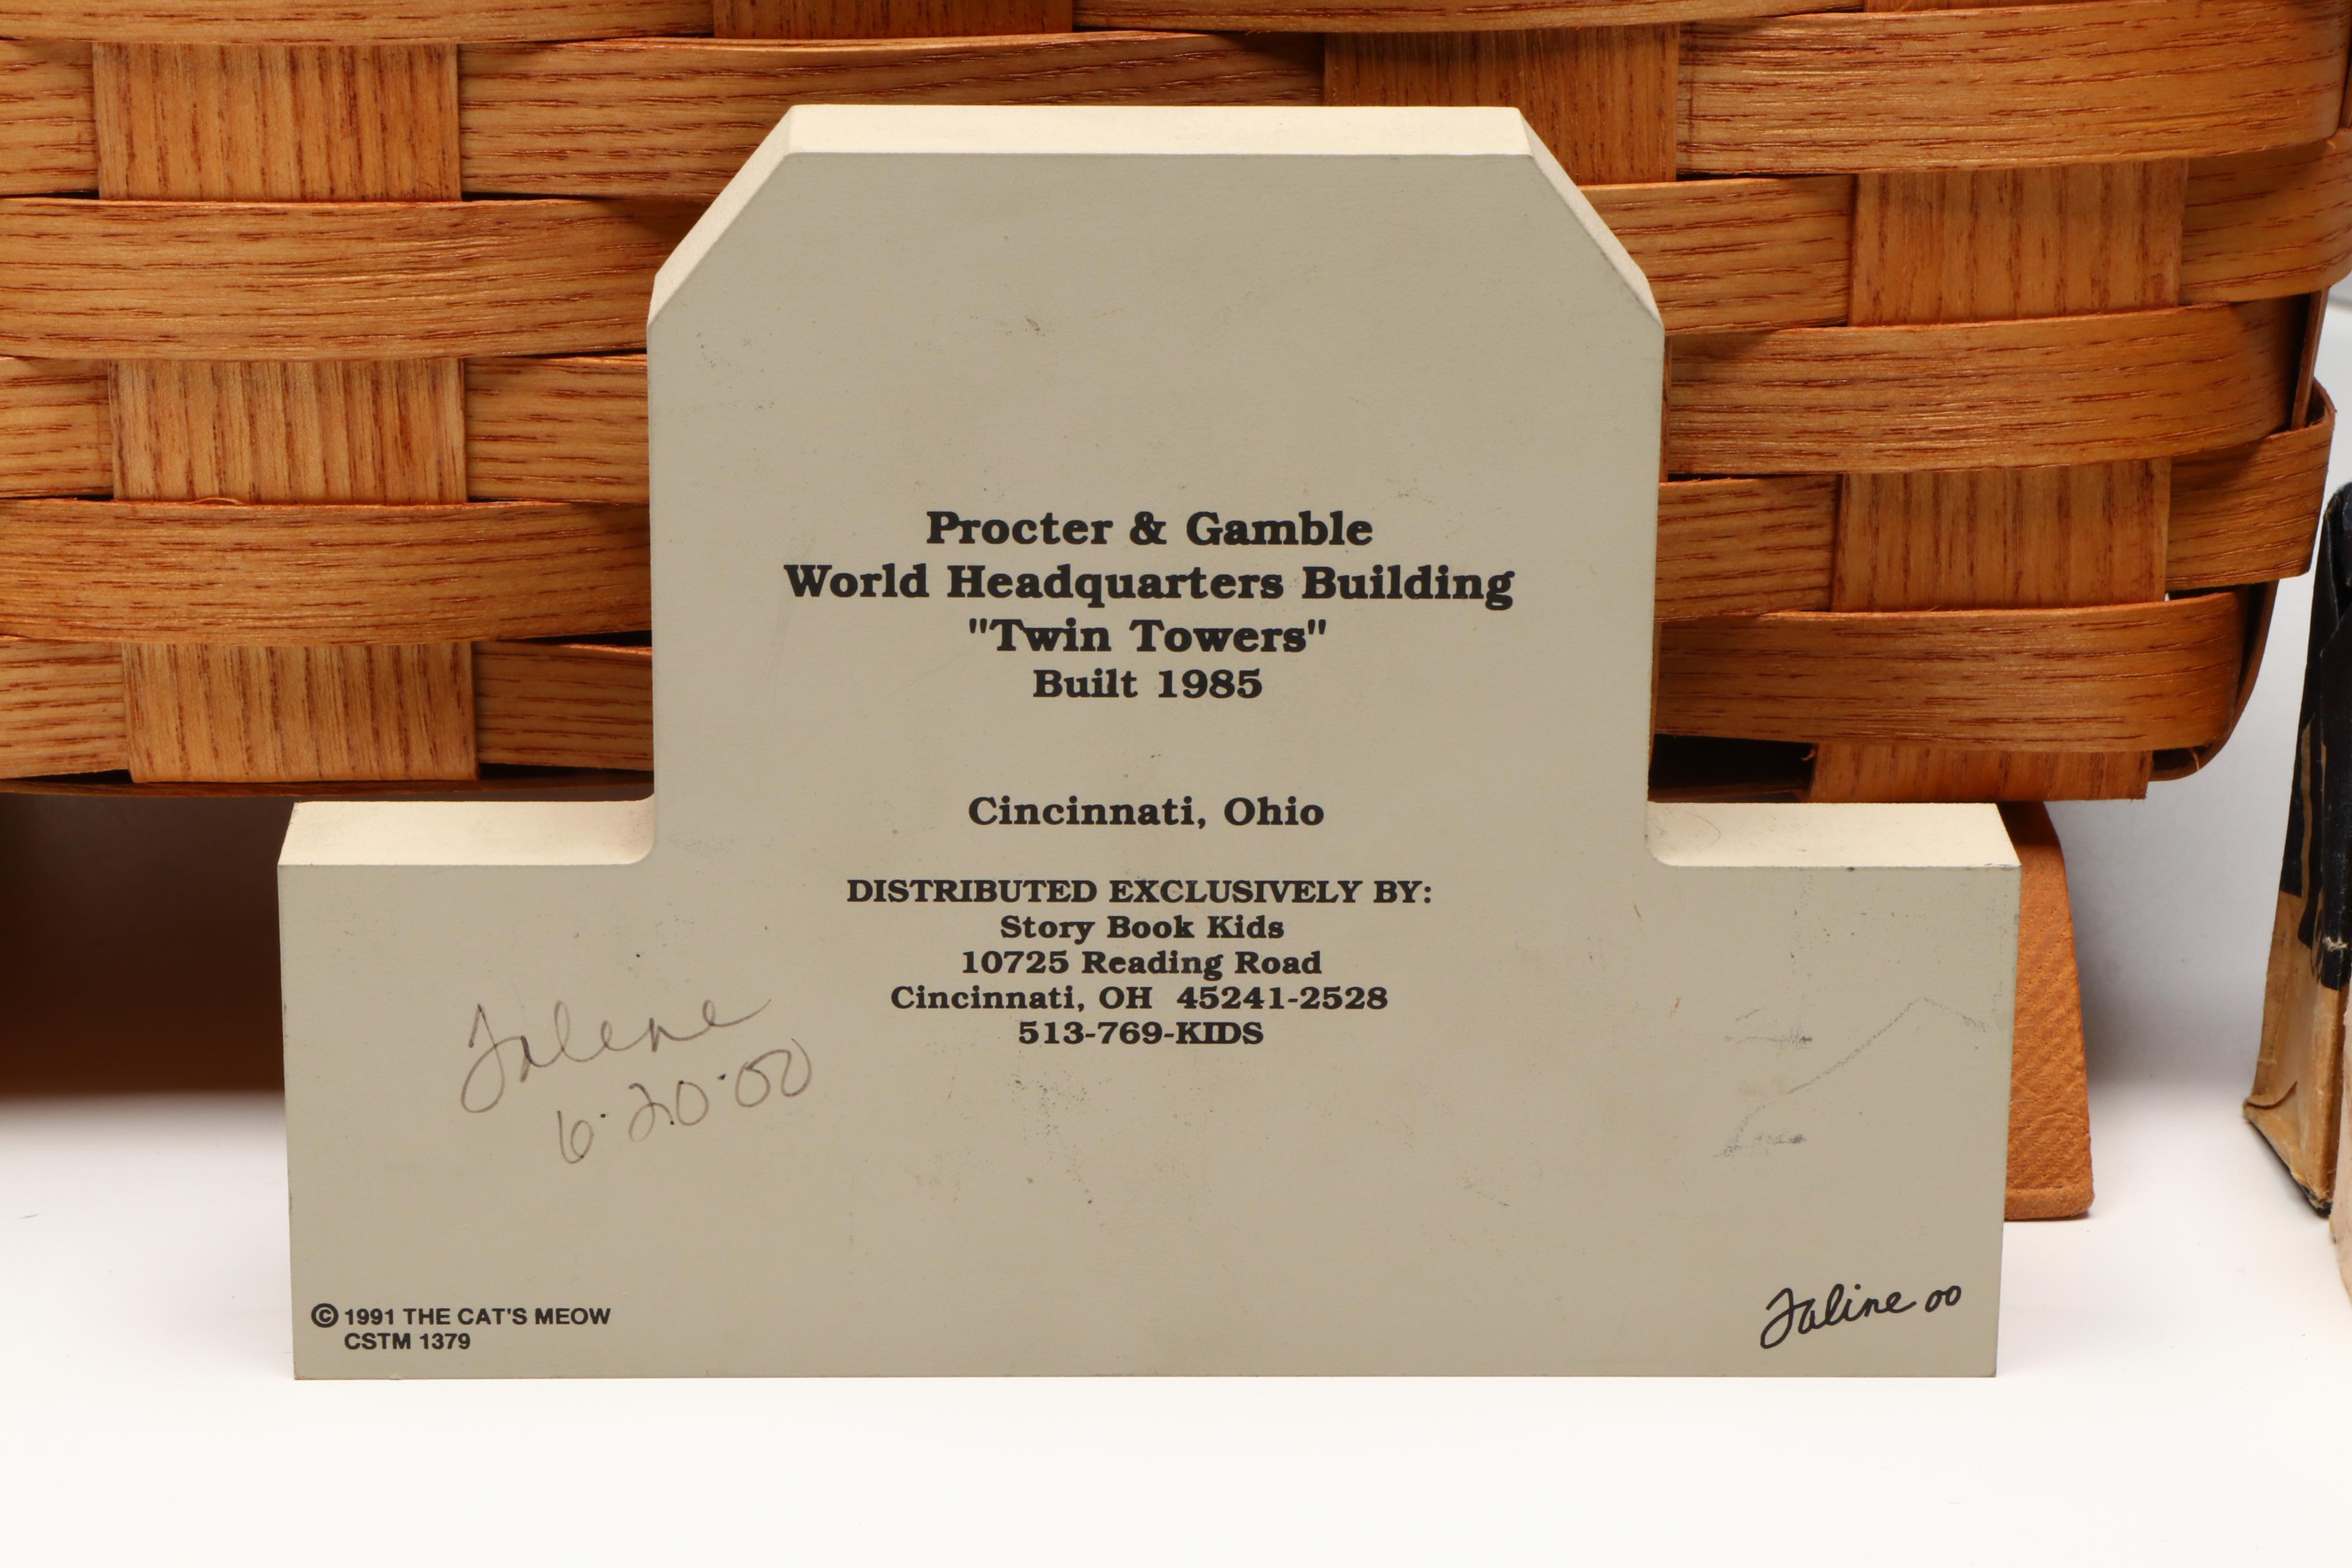 Procter & Gamble
World Headquarters Building
"Twin Towers"
Built 1985
Cincinnati, Ohio
DISTRIBUTED EXCLUSIVELY BY:
Story Book Kids
10725 Reading Road
Cincinnati, OH 45241-2528
513-769-KIDS
Faline
6·20·00
© 1991 THE CAT'S MEOW
CSTM 1379
Faline 00